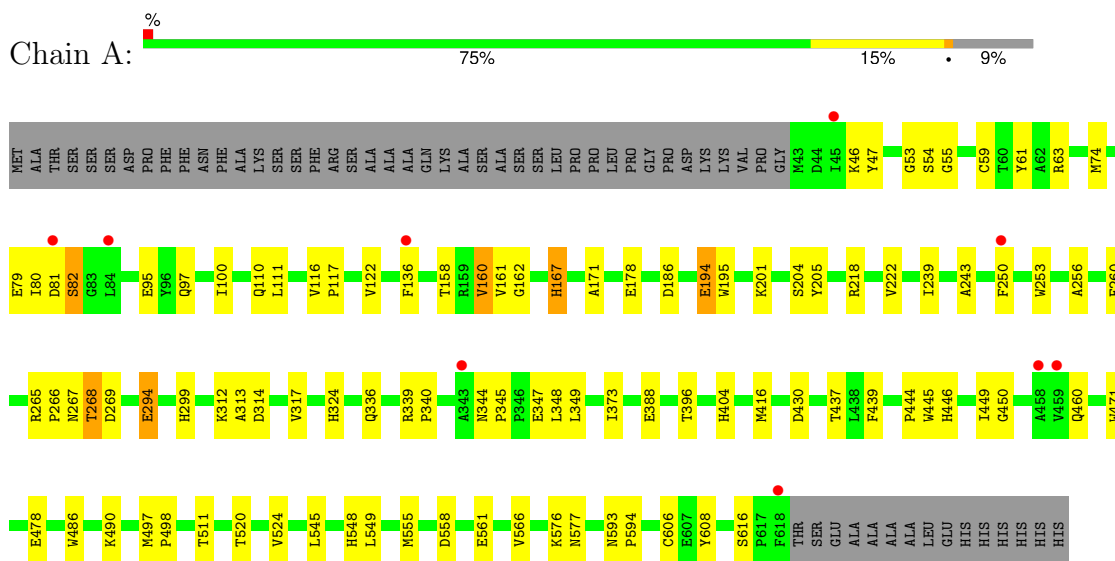 %
Chain A:
75% 15% • 9%
MET ALA THR SER SER SER ASP PRO PHE PHE ASN PHE ALA LYS SER SER PHE ARG SER ALA ALA ALA ALA GLN LYS ALA SER ALA SER SER LEU PRO PRO LEU PRO GLY PRO ASP LYS LYS VAL PRO GLY M43 D44 I45 K46 Y47 G53 S54 G55 C59 T60 Y61 A62 R63 M74
E79 I80 D81 S82 G83 L84 E95 Y96 Q97 I100 Q110 L111 V116 P117 V122 F136 T158 R159 V160 V161 G162 H167 A171 E178 D186 E194 W195 K201 S204 Y205 R218 V222 I239 A243 F250 W253 A256
R265 P266 N267 T268 D269 E294 H299 K312 A313 D314 V317 H324 Q336 R339 P340 A343 N344 P345 P346 E347 L348 L349 I373 E388 T396 H404 M416 D430 T437 L438 F439 P444 W445 H446 I449 G450 A458 V459 Q460 W471
E478 W486 K490 M497 P498 T511 T520 V524 L545 H548 L549 M555 D558 E561 V566 K576 N577 N593 P594 C606 E607 Y608 S616 P617 F618 THR SER GLU ALA ALA ALA ALA LEU GLU HIS HIS HIS HIS HIS HIS